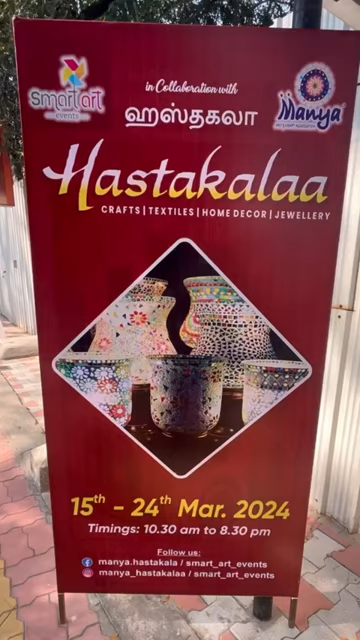 smart art
events
in Collaboration with
Manya
ஹஸ்தகலா
Hastakalaa
CRAFTS | TEXTILES | HOME DECOR | JEWELLERY
15th - 24th Mar. 2024
Timings: 10.30 am to 8.30 pm
Follow us:
manya.hastakala / smart_art_events
manya_hastakalaa / smart_art_events